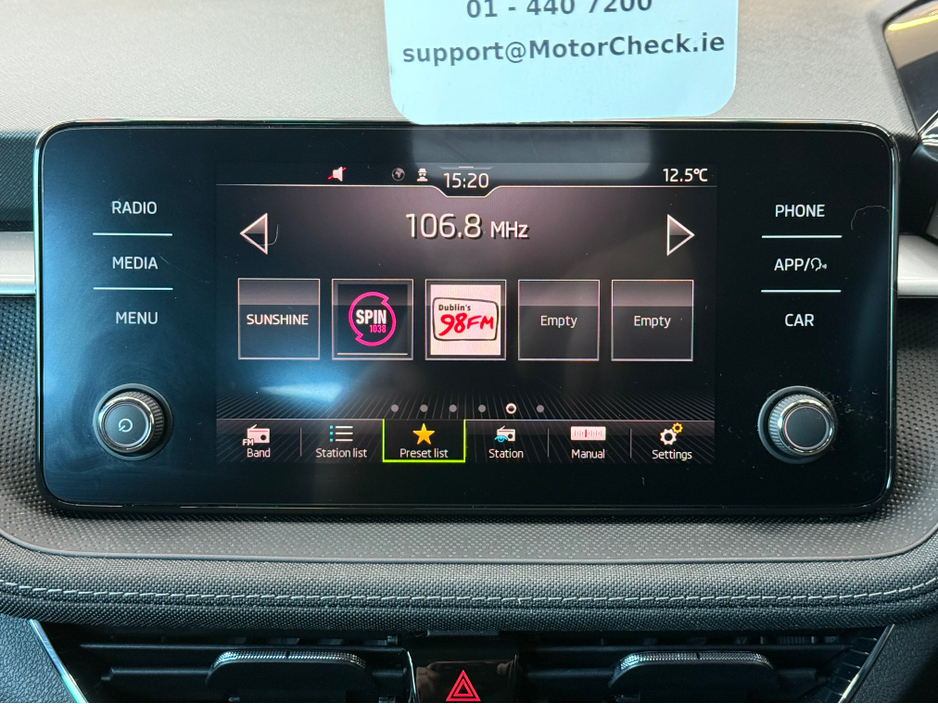 01 - 440 7200
support@MotorCheck.ie
15:20
12.5°C
RADIO
106.8 MHz
PHONE
MEDIA
APP/
MENU
CAR
SUNSHINE
SPIN
1038
Dublin's
98FM
Empty
Empty
FM
Band
Station list
Preset list
Station
Manual
Settings